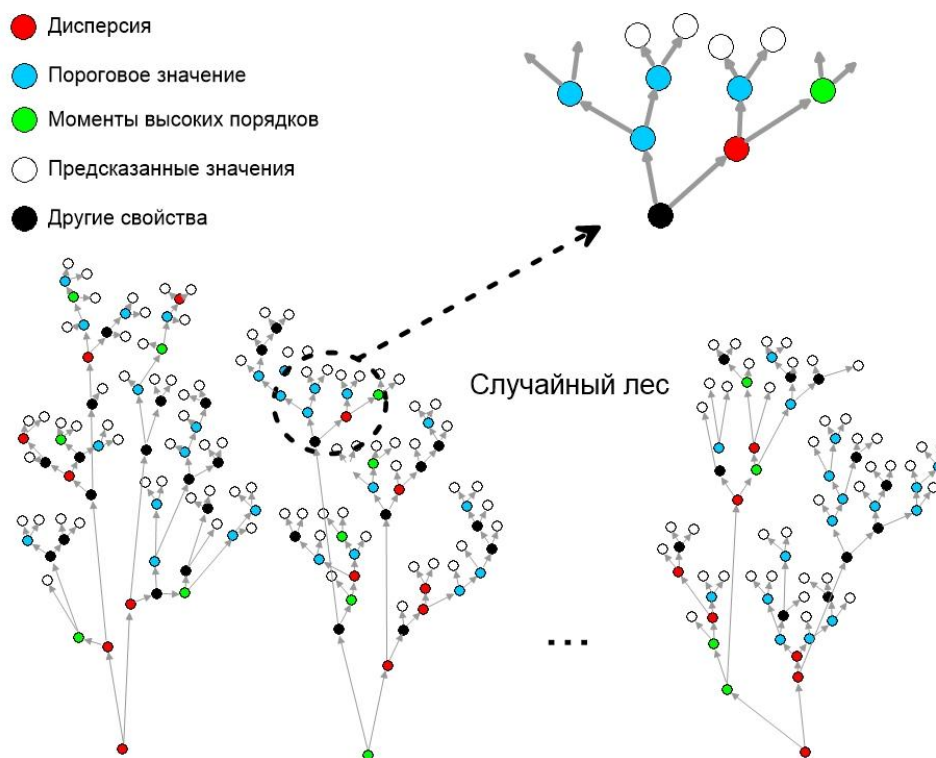 Дисперсия
Пороговое значение
Моменты высоких порядков
Предсказанные значения
Другие свойства
Случайный лес
...